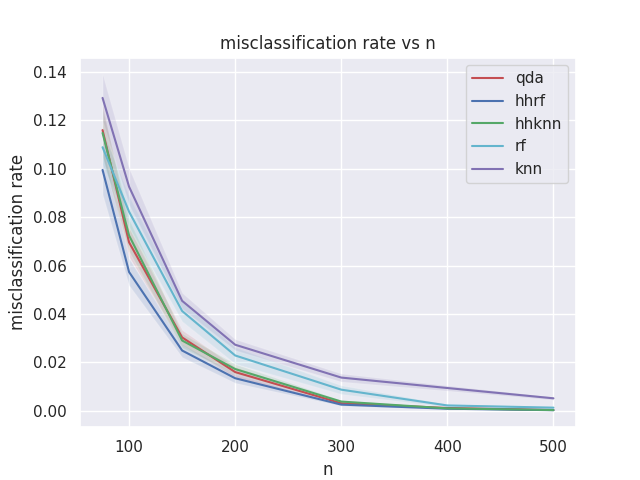 misclassification rate vs n
0.14
0.12
0.10
0.08
0.06
0.04
0.02
0.00
misclassification rate
100
200
300
400
500
n
qda
hhrf
hhknn
rf
knn